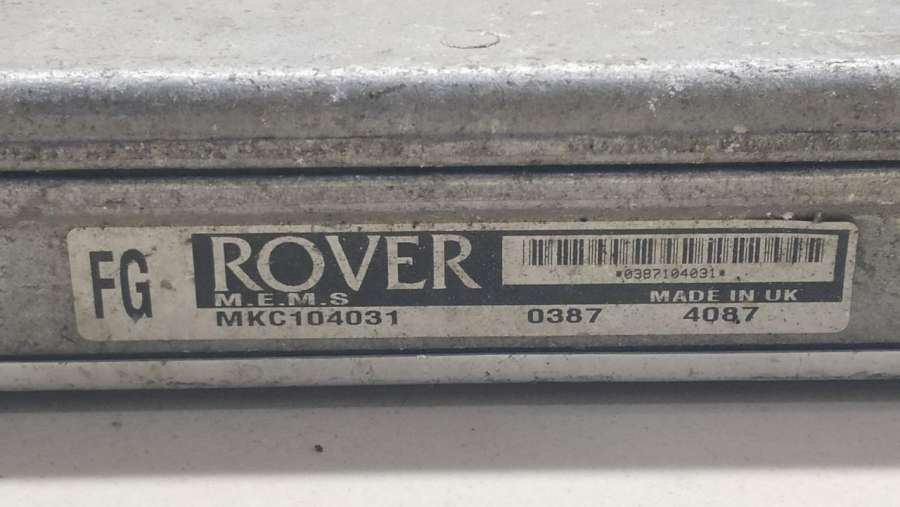 FG
ROVER
*0387104031*
M.E.M.S
MADE IN UK
MKC104031 0387 4087